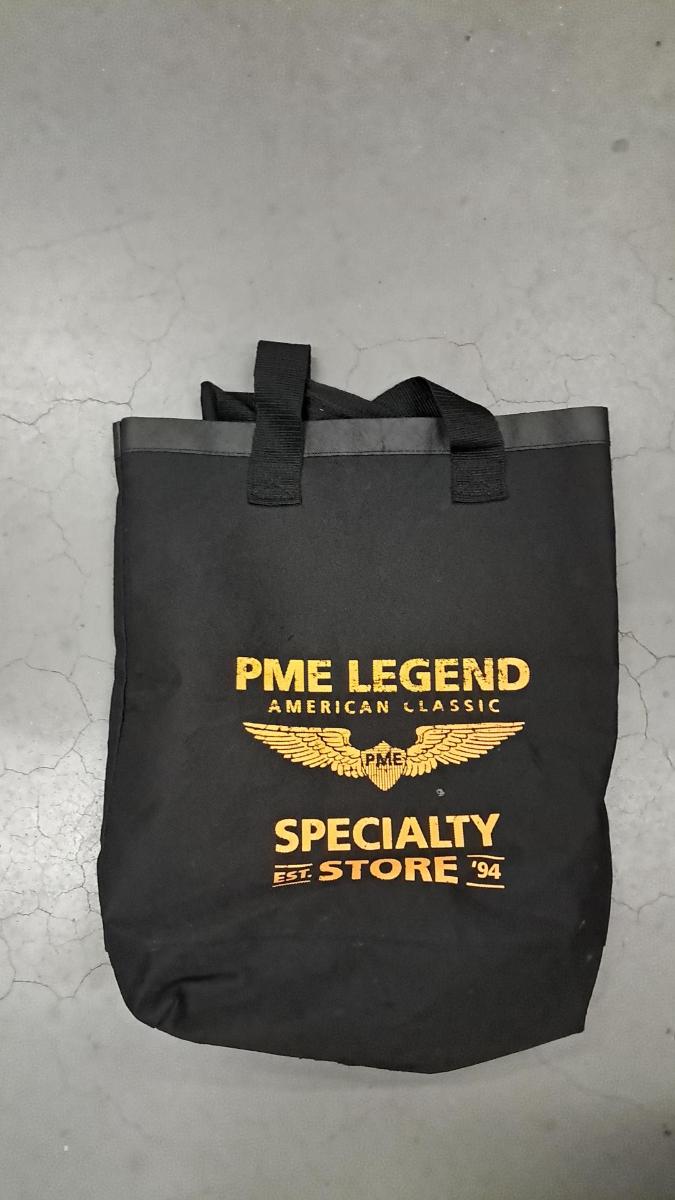 PME LEGEND
AMERICAN CLASSIC
PME
SPECIALTY
EST. STORE '94